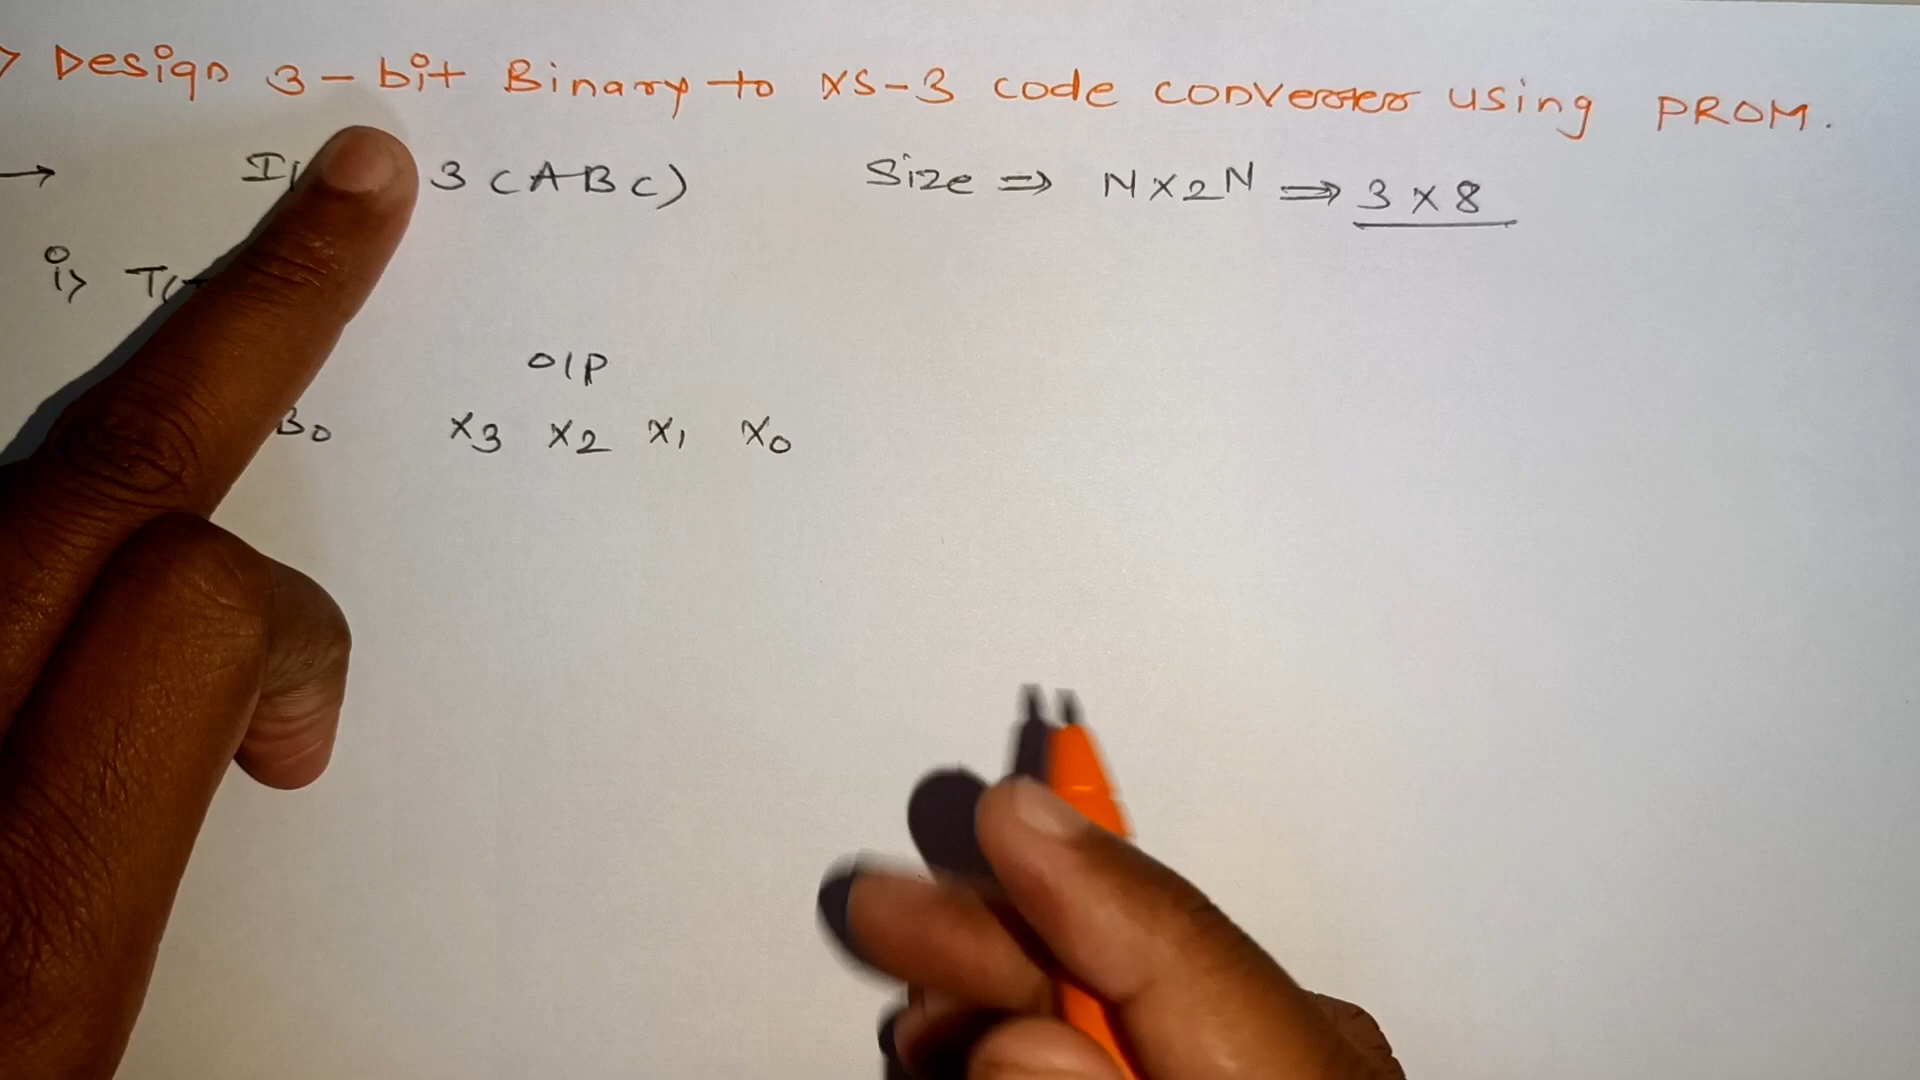 Design 3-bit Binary to XS-3 code converter using PROM.
→ 3 (ABC) Size ⇒ N×2^N ⇒ 3×8
i>
O/P
B0 X3 X2 X1 X0